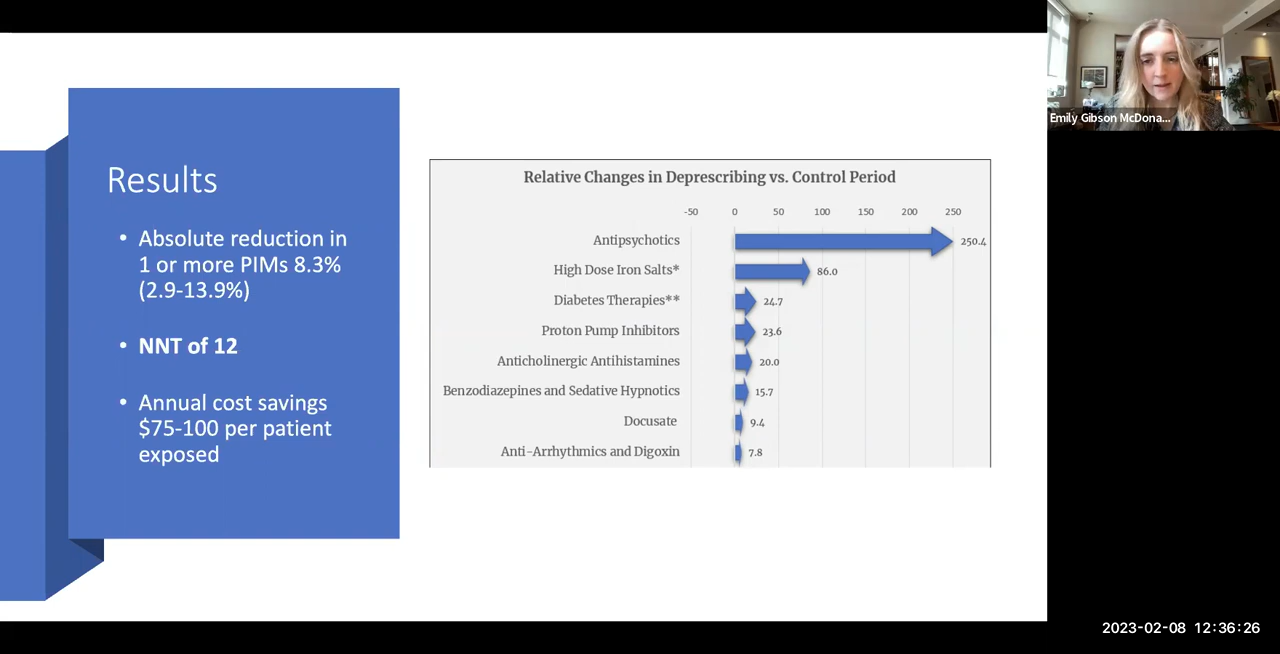 Results
• Absolute reduction in
1 or more PIMs 8.3%
(2.9-13.9%)
• NNT of 12
• Annual cost savings
$75-100 per patient
exposed
Relative Changes in Deprescribing vs. Control Period
-50 0 50 100 150 200 250
Antipsychotics 250.4
High Dose Iron Salts* 86.0
Diabetes Therapies** 24.7
Proton Pump Inhibitors 23.6
Anticholinergic Antihistamines 20.0
Benzodiazepines and Sedative Hypnotics 15.7
Docusate 9.4
Anti-Arrhythmics and Digoxin 7.8
Emily Gibson McDona...
2023-02-08 12:36:26